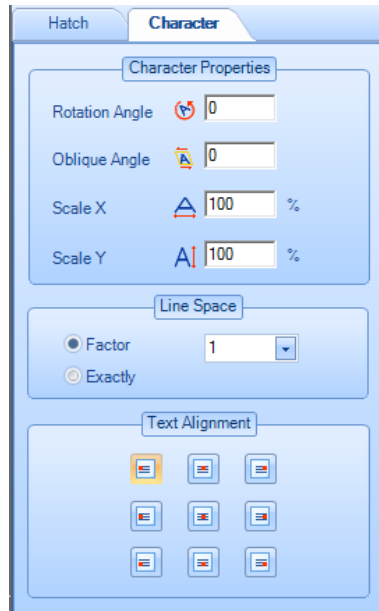 Hatch Character
Character Properties
Rotation Angle 0
Oblique Angle 0
Scale X 100 %
Scale Y 100 %
Line Space
Factor 1
Exactly
Text Alignment